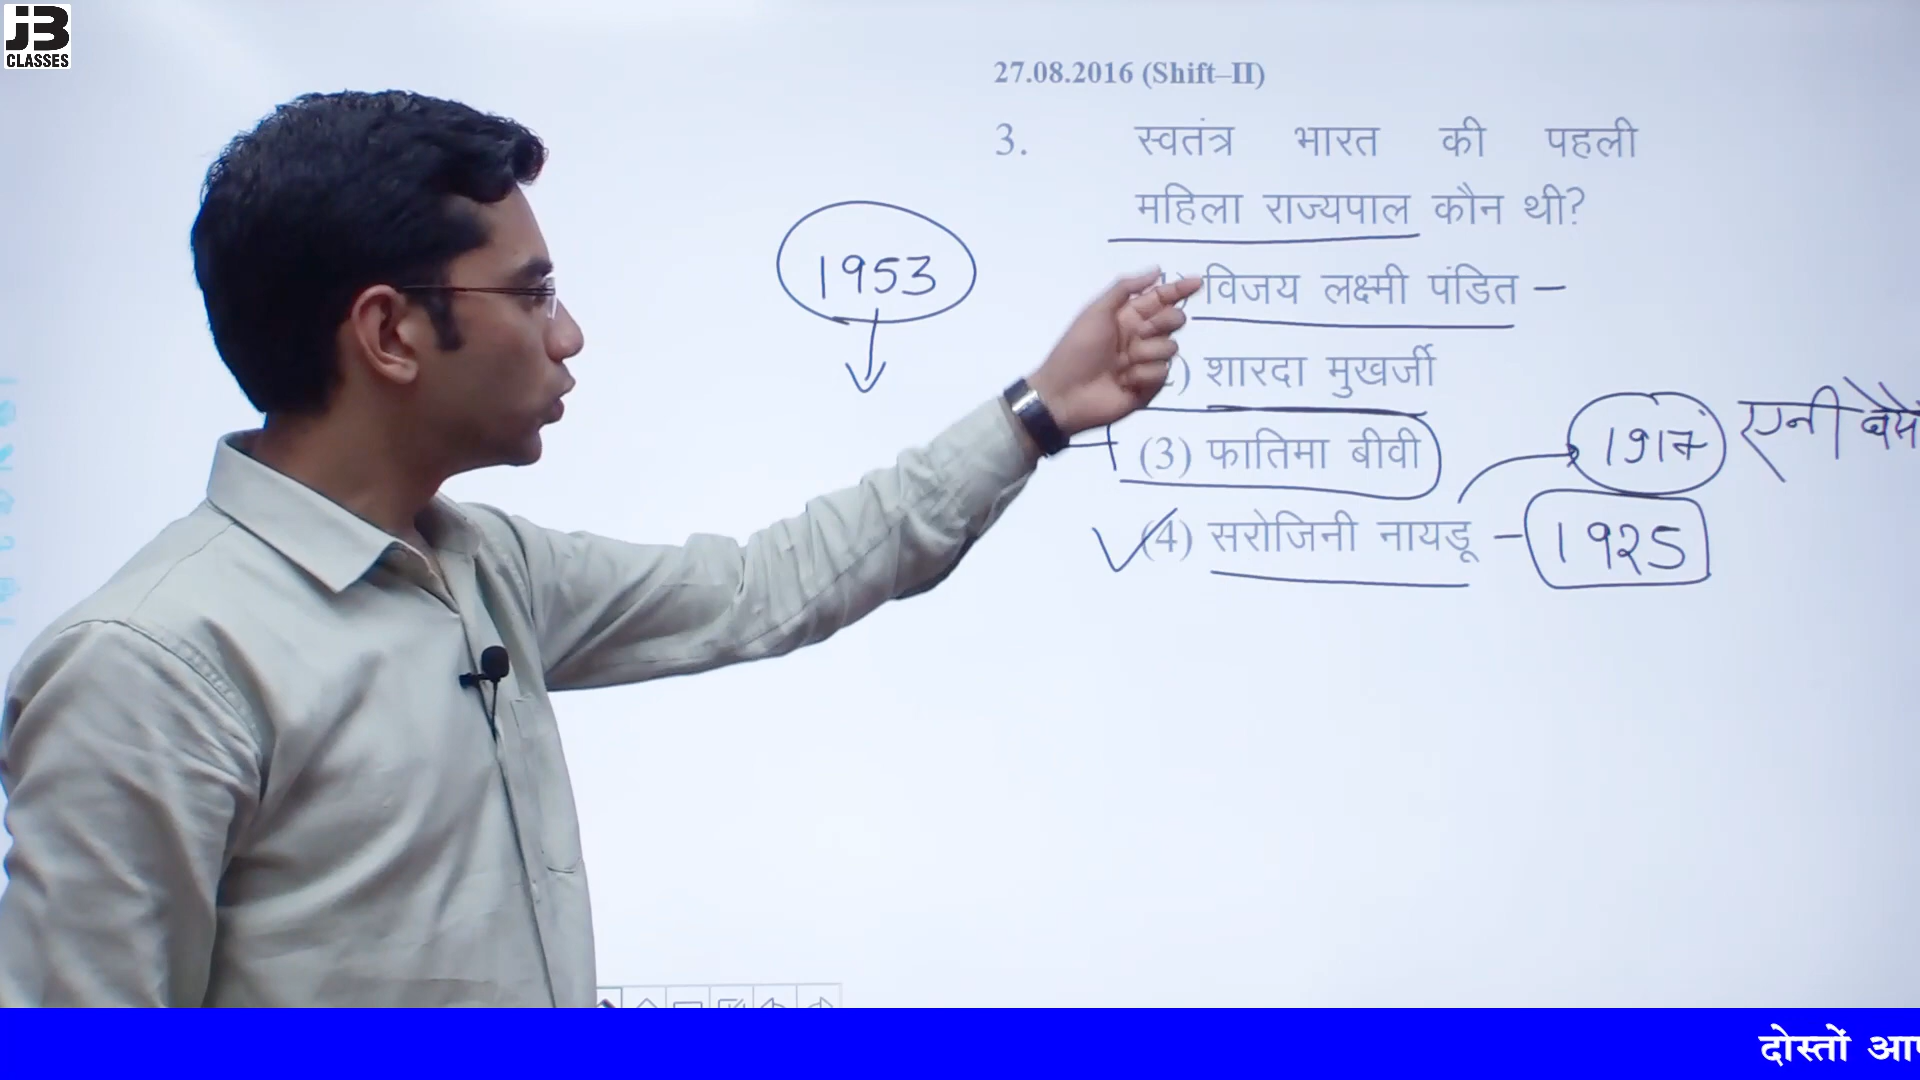 JB
CLASSES
27.08.2016 (Shift–II)
3. स्वतंत्र भारत की पहली
महिला राज्यपाल कौन थी?
विजय लक्ष्मी पंडित –
1953
शारदा मुखर्जी
(3) फातिमा बीवी
1917 एनी
(4) सरोजिनी नायडू – 1925
दोस्तों